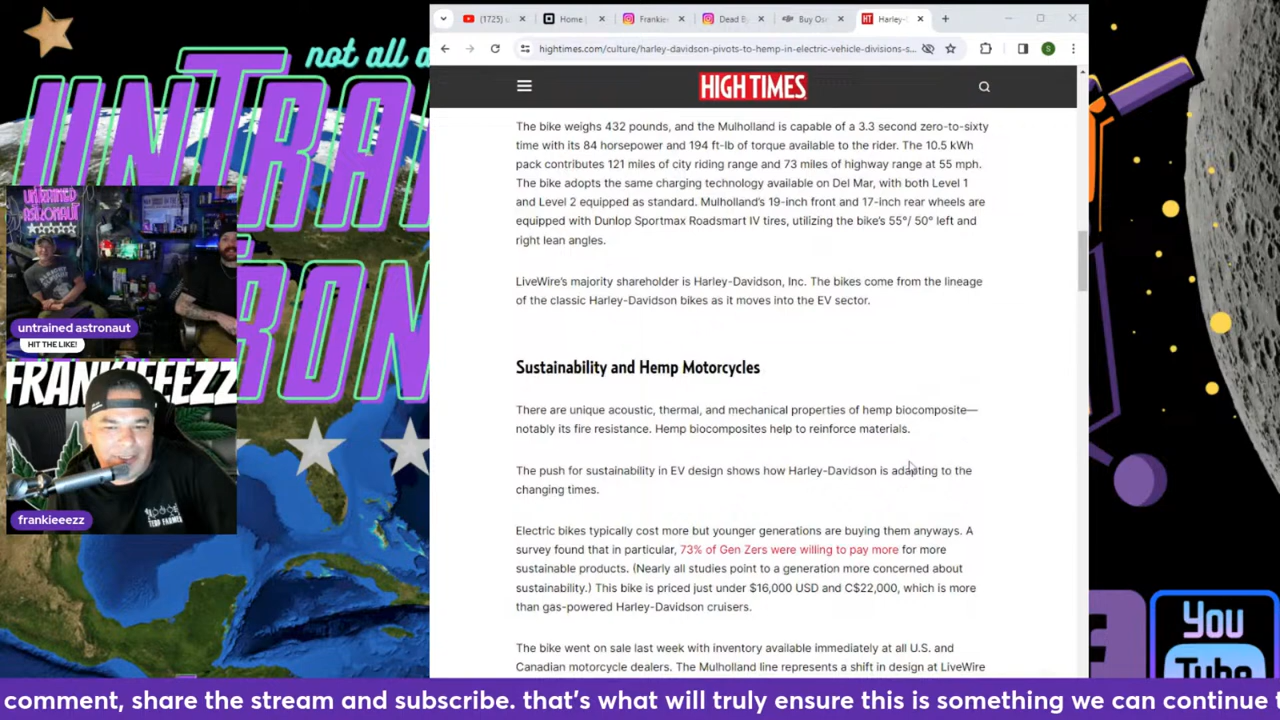 not all a
UNTRA
RON
(1725) u
Home |
Frankie
Dead By
Buy Osm
Harley-
hightimes.com/culture/harley-davidson-pivots-to-hemp-in-electric-vehicle-divisions-s...
S
HIGH TIMES
The bike weighs 432 pounds, and the Mulholland is capable of a 3.3 second zero-to-sixty
time with its 84 horsepower and 194 ft-lb of torque available to the rider. The 10.5 kWh
pack contributes 121 miles of city riding range and 73 miles of highway range at 55 mph.
The bike adopts the same charging technology available on Del Mar, with both Level 1
and Level 2 equipped as standard. Mulholland's 19-inch front and 17-inch rear wheels are
equipped with Dunlop Sportmax Roadsmart IV tires, utilizing the bike's 55°/ 50° left and
right lean angles.
LiveWire's majority shareholder is Harley-Davidson, Inc. The bikes come from the lineage
of the classic Harley-Davidson bikes as it moves into the EV sector.
Sustainability and Hemp Motorcycles
There are unique acoustic, thermal, and mechanical properties of hemp biocomposite—
notably its fire resistance. Hemp biocomposites help to reinforce materials.
The push for sustainability in EV design shows how Harley-Davidson is adapting to the
changing times.
Electric bikes typically cost more but younger generations are buying them anyways. A
survey found that in particular, 73% of Gen Zers were willing to pay more for more
sustainable products. (Nearly all studies point to a generation more concerned about
sustainability.) This bike is priced just under $16,000 USD and C$22,000, which is more
than gas-powered Harley-Davidson cruisers.
The bike went on sale last week with inventory available immediately at all U.S. and
Canadian motorcycle dealers. The Mulholland line represents a shift in design at LiveWire
UNTRAINED
ASTRONAUT
untrained astronaut
HIT THE LIKE!
FRANKIEEEZZ
TERP FARMER
frankieeezz
f
You
Tube
comment, share the stream and subscribe. that's what will truly ensure this is something we can continue